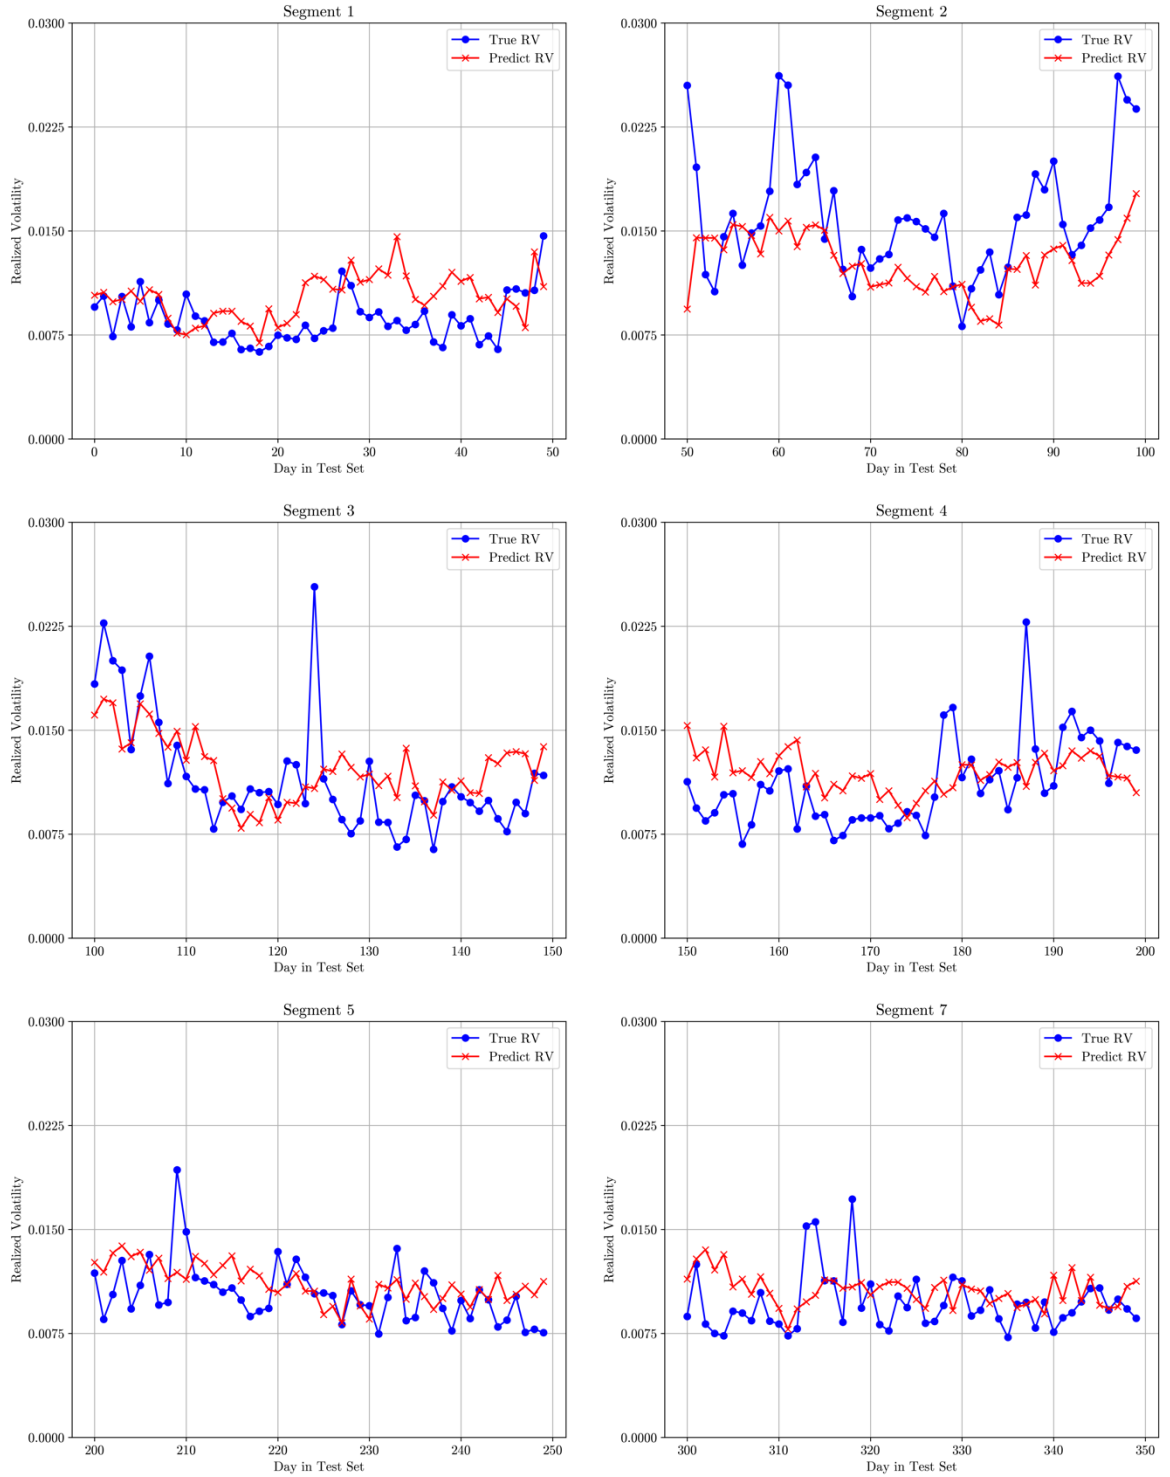 Segment 1
0.0300
0.0225
0.0150
0.0075
0.0000
Realized Volatility
True RV
Predict RV
0 10 20 30 40 50
Day in Test Set
Segment 2
0.0300
0.0225
0.0150
0.0075
0.0000
Realized Volatility
True RV
Predict RV
50 60 70 80 90 100
Day in Test Set
Segment 3
0.0300
0.0225
0.0150
0.0075
0.0000
Realized Volatility
True RV
Predict RV
100 110 120 130 140 150
Day in Test Set
Segment 4
0.0300
0.0225
0.0150
0.0075
0.0000
Realized Volatility
True RV
Predict RV
150 160 170 180 190 200
Day in Test Set
Segment 5
0.0300
0.0225
0.0150
0.0075
0.0000
Realized Volatility
True RV
Predict RV
200 210 220 230 240 250
Day in Test Set
Segment 7
0.0300
0.0225
0.0150
0.0075
0.0000
Realized Volatility
True RV
Predict RV
300 310 320 330 340 350
Day in Test Set